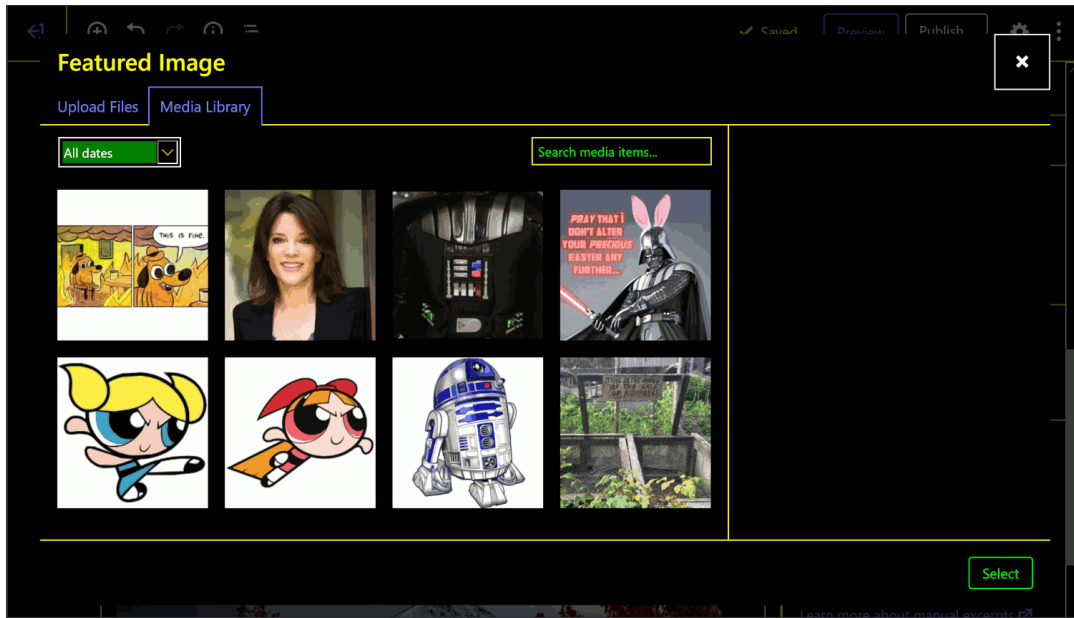 Saved
Preview
Publish
Featured Image
Upload Files
Media Library
All dates
Search media items...
THIS IS FINE.
PRAY THAT I
DON'T ALTER
YOUR PRECIOUS
EASTER ANY
FURTHER...
Select
Learn more about manual excerpts